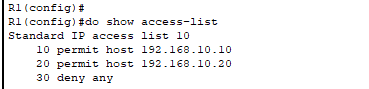 R1(config)#
R1(config)#do show access-list
Standard IP access list 10
    10 permit host 192.168.10.10
    20 permit host 192.168.10.20
    30 deny any